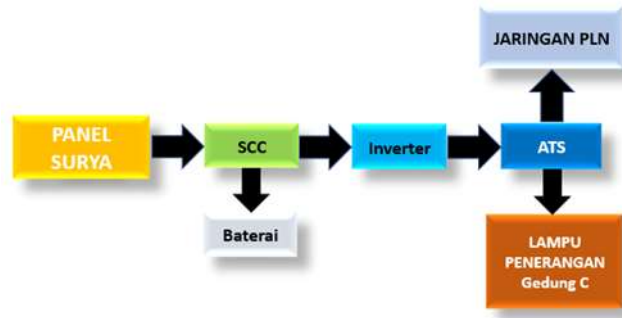 JARINGAN PLN
PANEL
SURYA
SCC
Inverter
ATS
Baterai
LAMPU
PENERANGAN
Gedung C